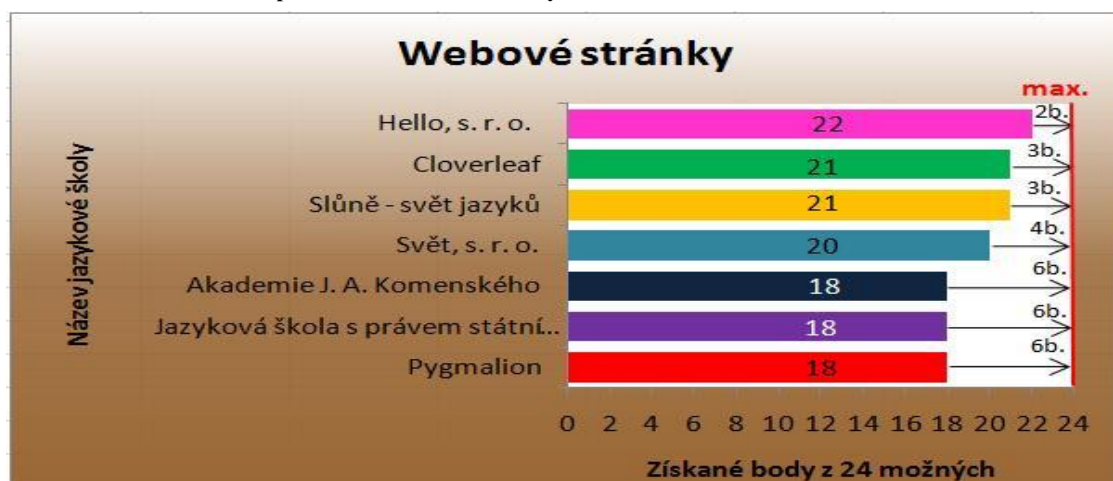 Webové stránky
max.
Název jazykové školy
Hello, s. r. o. 22 2b.
Cloverleaf 21 3b.
Slůně - svět jazyků 21 3b.
Svět, s. r. o. 20 4b.
Akademie J. A. Komenského 18 6b.
Jazyková škola s právem státní... 18 6b.
Pygmalion 18 6b.
0 2 4 6 8 10 12 14 16 18 20 22 24
Získané body z 24 možných